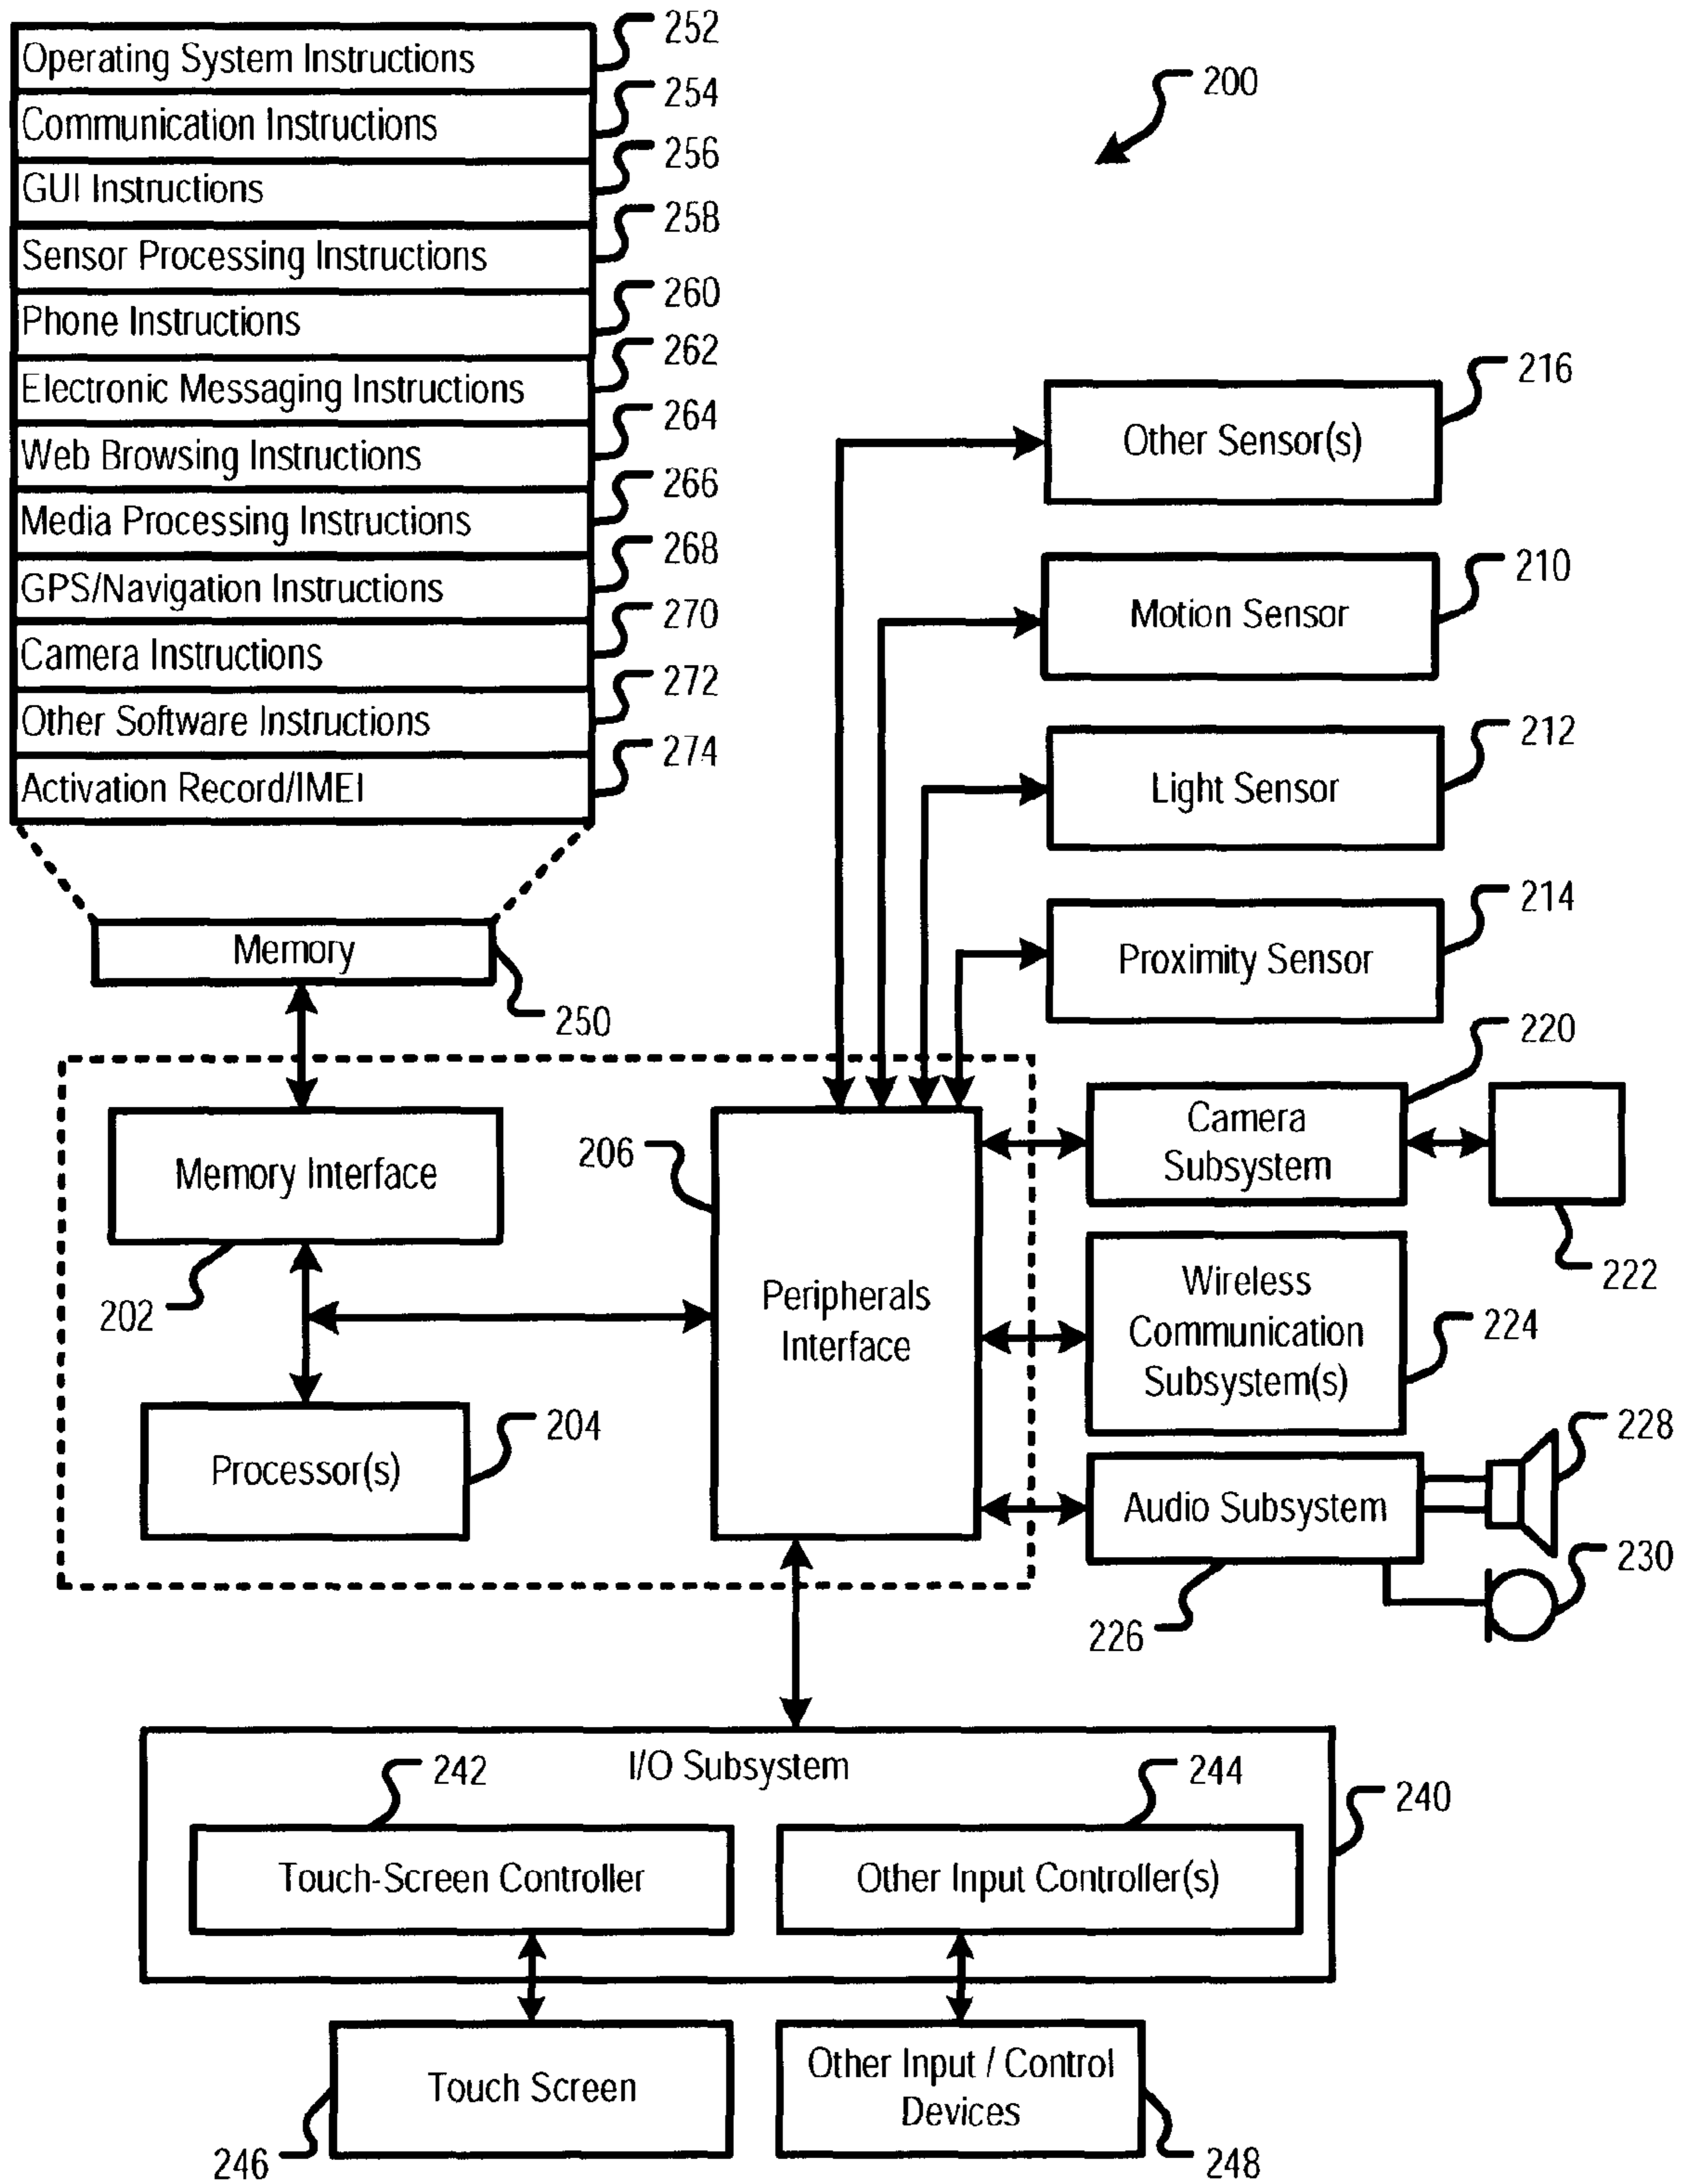 252
Operating System Instructions
254
Communication Instructions
256
GUI Instructions
258
Sensor Processing Instructions
260
Phone Instructions
262
Electronic Messaging Instructions
264
Web Browsing Instructions
266
Media Processing Instructions
268
GPS/Navigation Instructions
270
Camera Instructions
272
Other Software Instructions
274
Activation Record/IMEI
200
216
Other Sensor(s)
210
Motion Sensor
212
Light Sensor
214
Proximity Sensor
Memory
250
220
Camera
Subsystem
222
Memory Interface
202
206
Peripherals
Interface
Wireless
Communication
Subsystem(s)
224
Processor(s)
204
Audio Subsystem
228
230
226
I/O Subsystem
242
244
240
Touch-Screen Controller
Other Input Controller(s)
Touch Screen
246
Other Input / Control
Devices
248